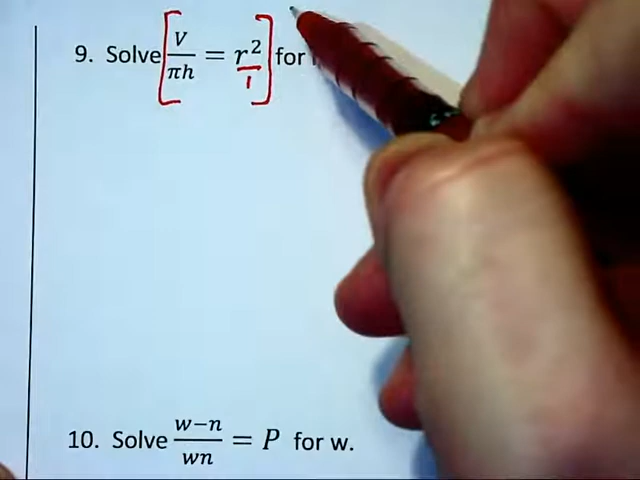 9. Solve [V/πh = r²/1] for
10. Solve w−n/wn = P for w.